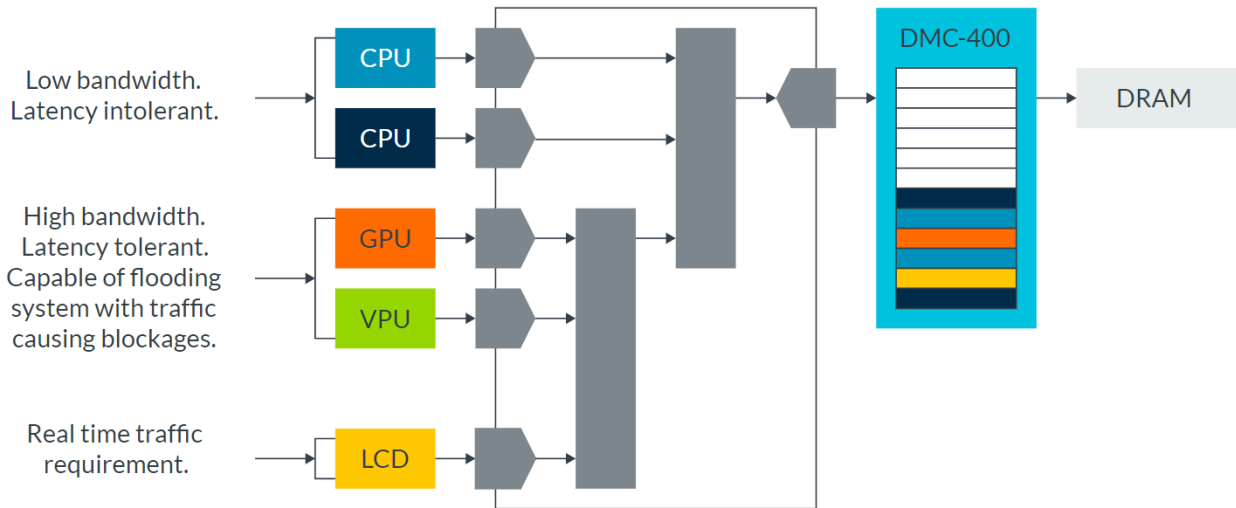 Low bandwidth.
Latency intolerant.
CPU
CPU
High bandwidth.
Latency tolerant.
Capable of flooding
system with traffic
causing blockages.
GPU
VPU
Real time traffic
requirement.
LCD
DMC-400
DRAM